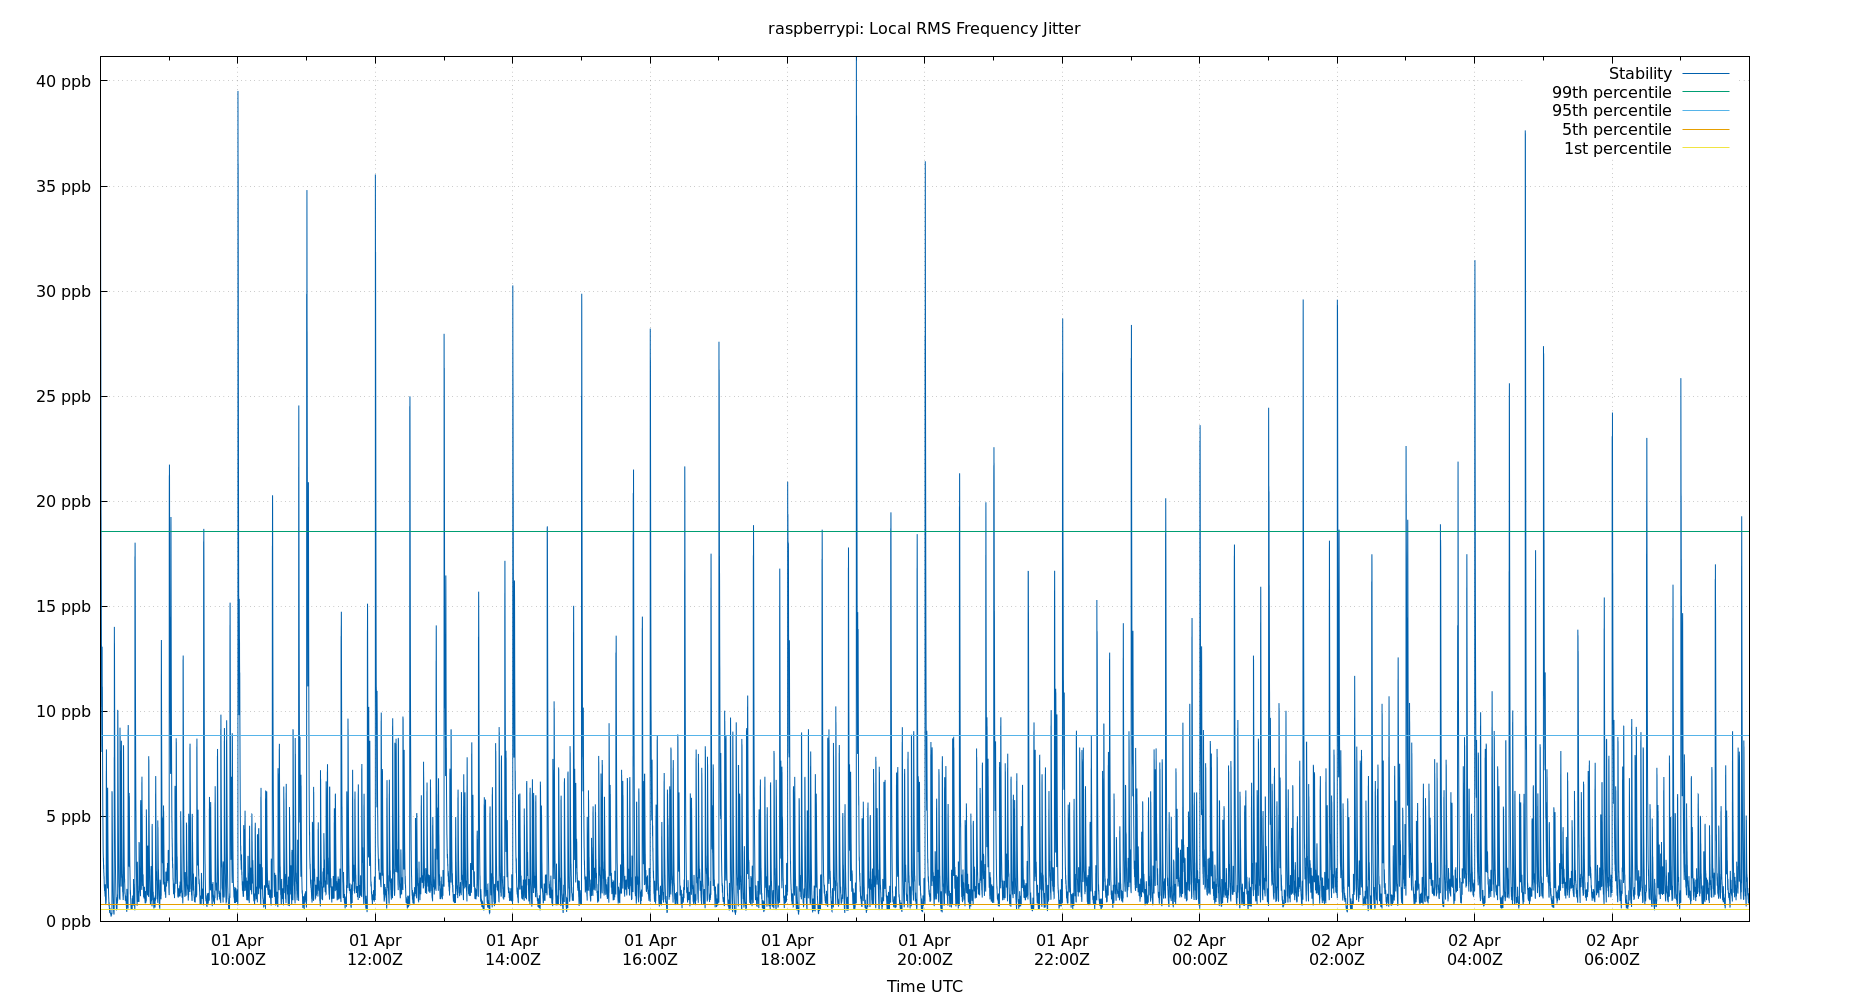 raspberrypi: Local RMS Frequency Jitter
40 ppb
35 ppb
30 ppb
25 ppb
20 ppb
15 ppb
10 ppb
5 ppb
0 ppb
Stability
99th percentile
95th percentile
5th percentile
1st percentile
01 Apr 01 Apr 01 Apr 01 Apr 01 Apr 01 Apr 01 Apr 02 Apr 02 Apr 02 Apr 02 Apr
10:00Z 12:00Z 14:00Z 16:00Z 18:00Z 20:00Z 22:00Z 00:00Z 02:00Z 04:00Z 06:00Z
Time UTC